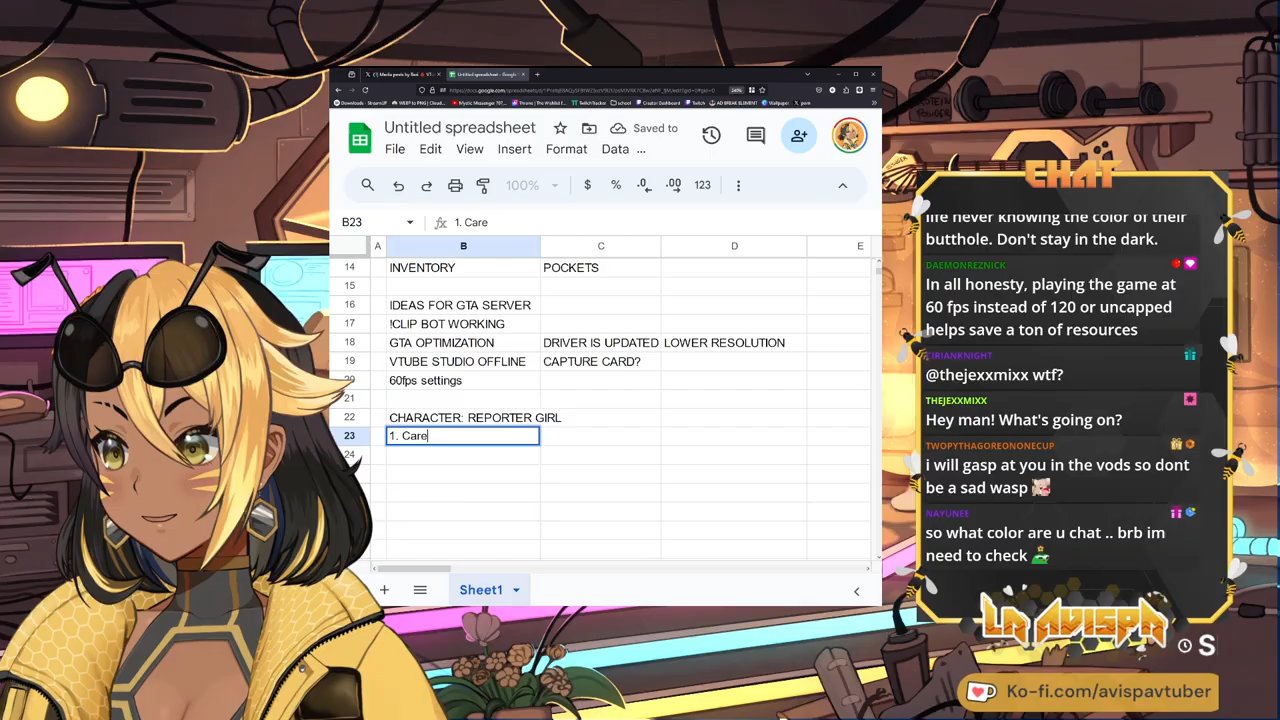 Untitled spreadsheet - Google
Untitled spreadsheet
Saved to
File Edit View Insert Format Data ...
100% $ % .0 .00 123
B23 fx 1. Care
A B C D E
14 INVENTORY POCKETS
15
16 IDEAS FOR GTA SERVER
17 !CLIP BOT WORKING
18 GTA OPTIMIZATION DRIVER IS UPDATED LOWER RESOLUTION
19 VTUBE STUDIO OFFLINE CAPTURE CARD?
20 60fps settings
21
22 CHARACTER: REPORTER GIRL
23 1. Care
24
Sheet1
CHAT
life never knowing the color of their
butthole. Don't stay in the dark.
DAEMONREZNICK
In all honesty, playing the game at
60 fps instead of 120 or uncapped
helps save a ton of resources
CIRIANKNIGHT
@thejexxmixx wtf?
THEJEXXMIXX
Hey man! What's going on?
TWOPYTHAGOREONONECUP
i will gasp at you in the vods so dont
be a sad wasp
NAYUNEE
so what color are u chat .. brb im
need to check
LA AVISPA
S
Ko-fi.com/avispavtuber